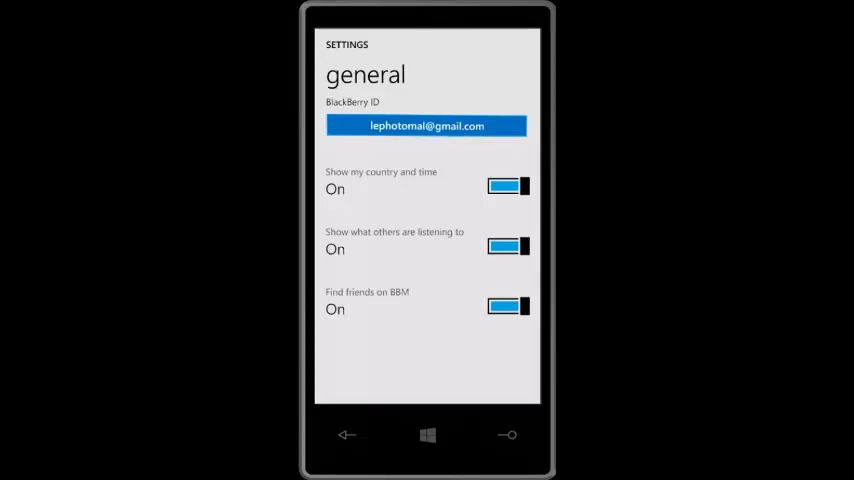 SETTINGS
general
BlackBerry ID
lephotomal@gmail.com
Show my country and time
On
Show what others are listening to
On
Find friends on BBM
On